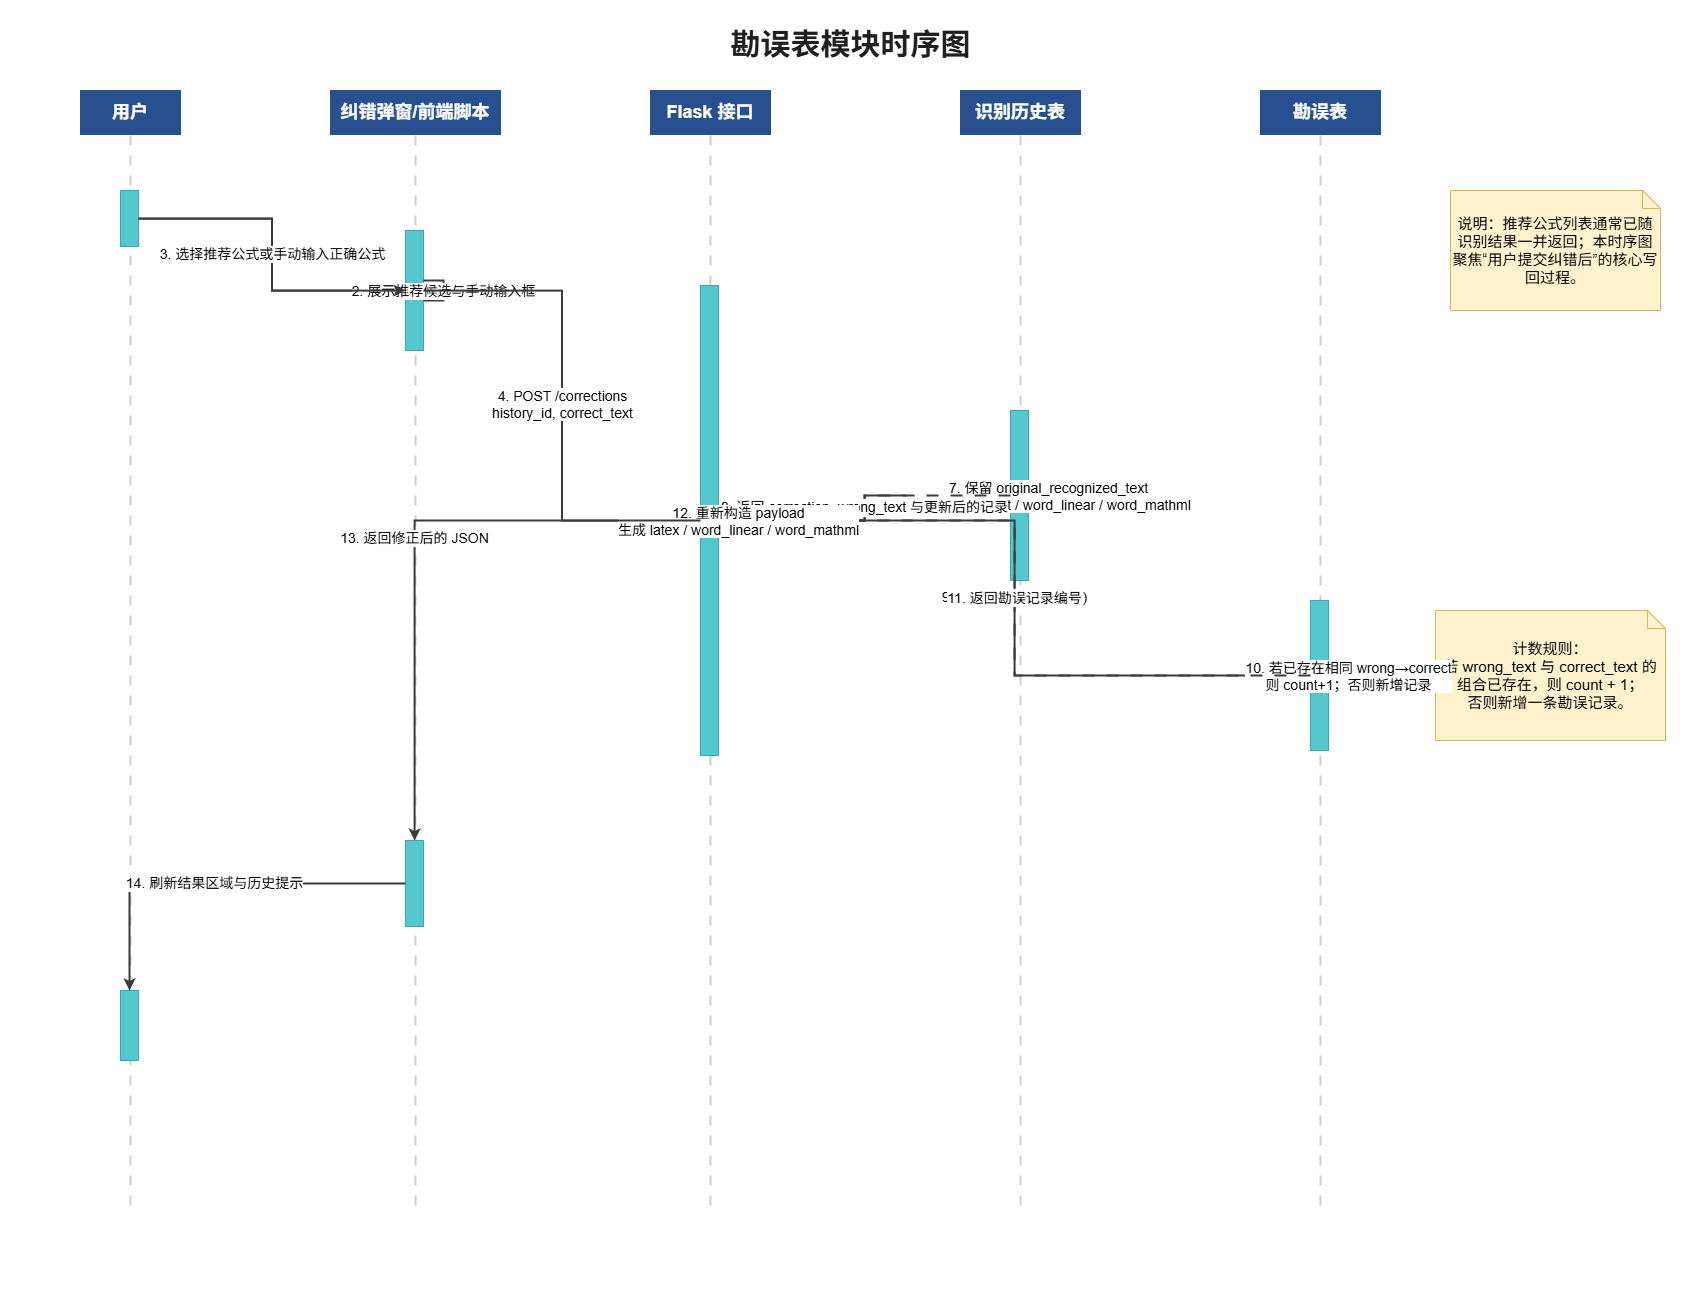 勘误表模块时序图
用户
纠错弹窗/前端脚本
Flask 接口
识别历史表
勘误表
说明：推荐公式列表通常已随
识别结果一并返回；本时序图
聚焦“用户提交纠错后”的核心写
回过程。
3. 选择推荐公式或手动输入正确公式
2. 展示推荐候选与手动输入框
4. POST /corrections
history_id, correct_text
7. 保留 original_recognized_text
与更新后的记录
/ word_linear / word_mathml
12. 重新构造 payload
生成 latex / word_linear / word_mathml
13. 返回修正后的 JSON
11. 返回勘误记录编号
10. 若已存在相同 wrong→correct
则 count+1；否则新增记录
计数规则：
wrong_text 与 correct_text 的
组合已存在，则 count + 1；
否则新增一条勘误记录。
14. 刷新结果区域与历史提示